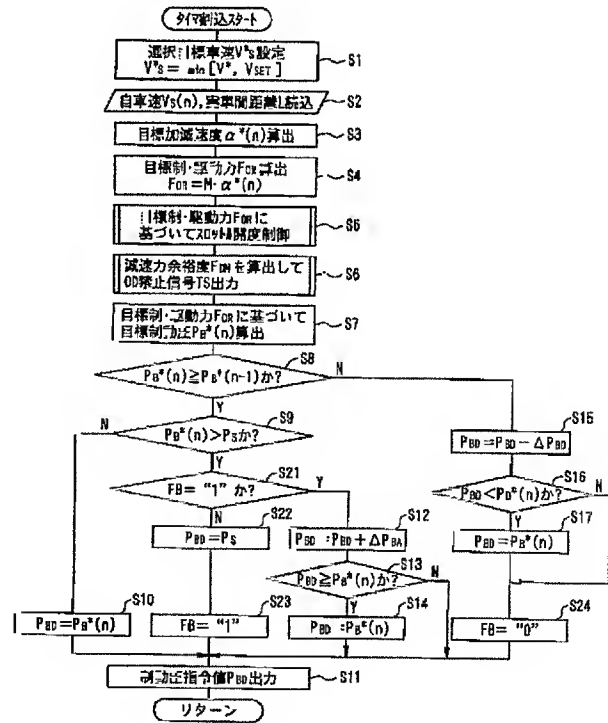 タイマ割込スタート
選択目標車速V*S設定
V*S = min[V*, VSET]
S1
自車速VS(n), 実車間距離L読込
S2
目標加減速度α*(n)算出
S3
目標制・駆動力FOR算出
FOR=M・α*(n)
S4
目標制・駆動力FORに
基づいてスロットル開度制御
S5
減速力余裕度FDMを算出して
OD禁止信号TS出力
S6
目標制・駆動力FORに基づいて
目標制動圧PB*(n)算出
S7
PB*(n)≧PB*(n-1)か?
S8
N
Y
PB*(n)>PSか?
S9
N
Y
FB= "1" か?
S21
Y
N
PBD=PS
S22
FB= "1"
S23
PBD=PB*(n)
S10
PBD=PBD+ΔPBA
S12
PBD≧PB*(n)か?
S13
N
Y
PBD=PB*(n)
S14
PBD=PBD-ΔPBD
S15
PBD<PB*(n)か?
S16
N
Y
PBD=PB*(n)
S17
FB= "0"
S24
制動圧指令値PBD出力
S11
リターン